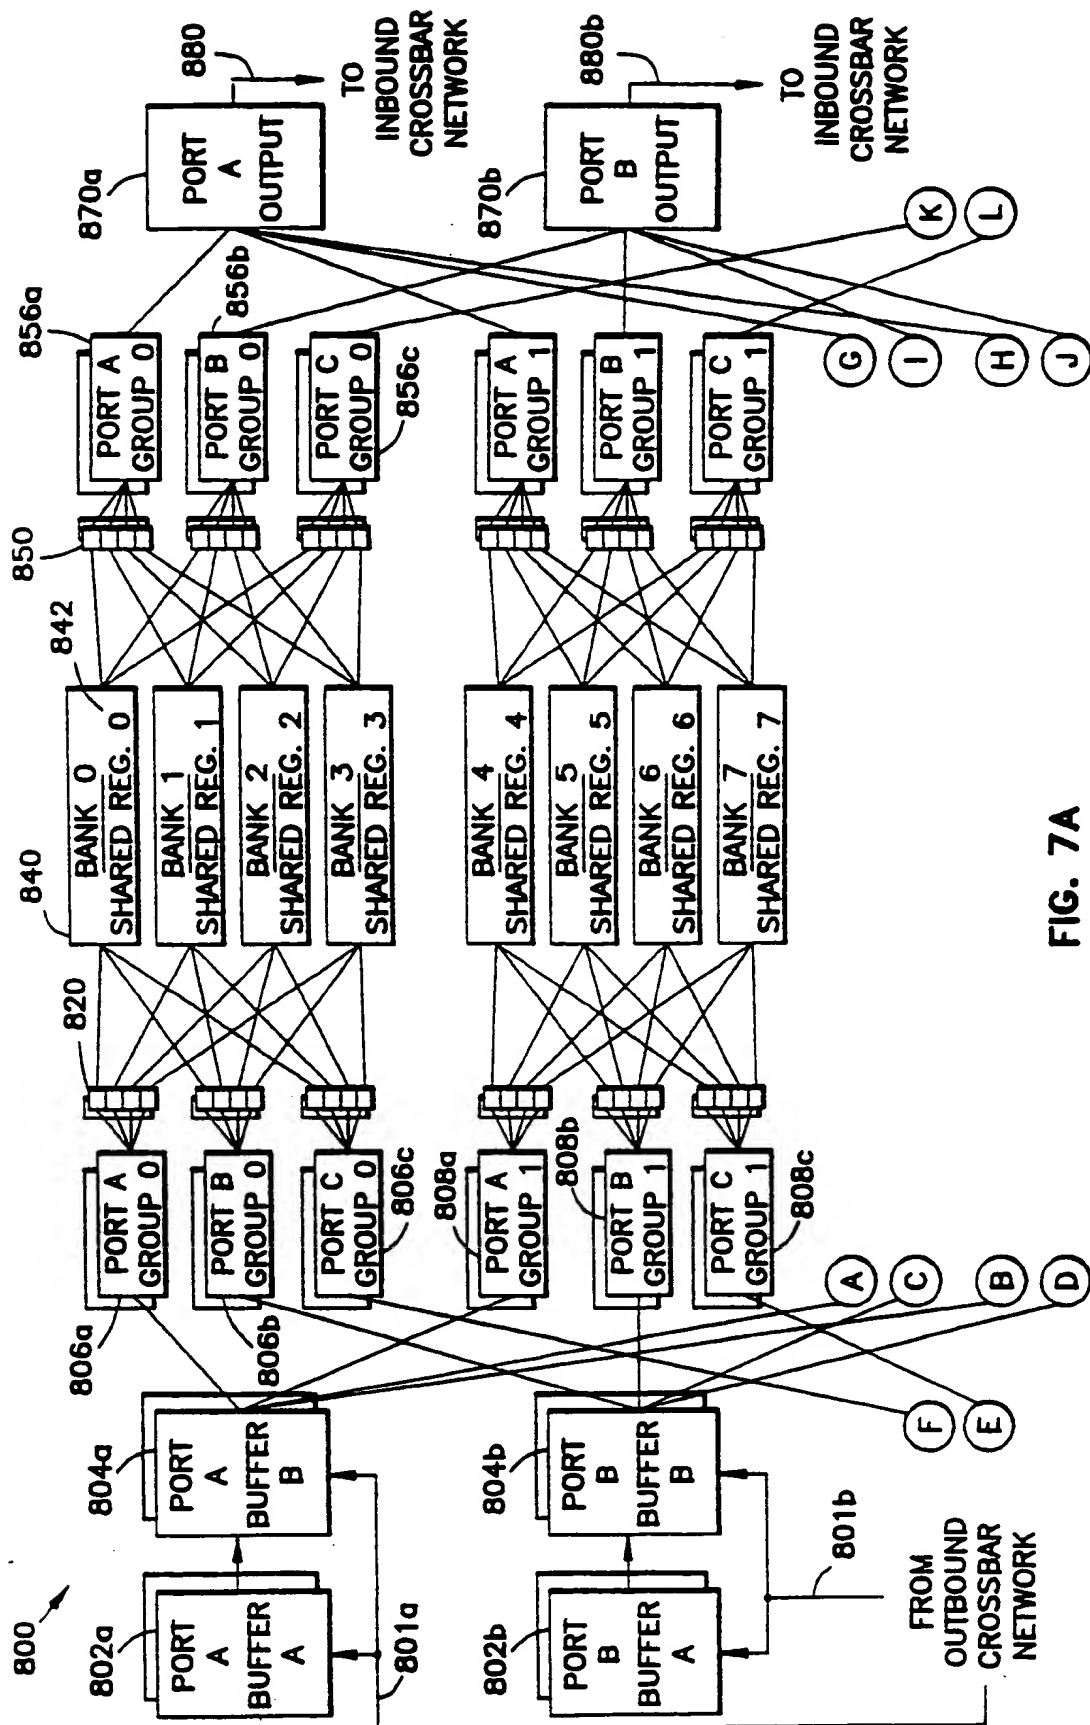 800
802a
PORT
A
BUFFER
A
804a
PORT
A
BUFFER
B
801a
802b
PORT
B
BUFFER
A
804b
PORT
B
BUFFER
B
801b
FROM
OUTBOUND
CROSSBAR
NETWORK
806a
PORT A
GROUP 0
806b
PORT B
GROUP 0
PORT C
GROUP 0
806c
808a
PORT A
GROUP 1
808b
PORT B
GROUP 1
PORT C
GROUP 1
808c
F
E
A
C
B
D
820
840
BANK 0
SHARED REG. 0
842
BANK 1
SHARED REG. 1
BANK 2
SHARED REG. 2
BANK 3
SHARED REG. 3
BANK 4
SHARED REG. 4
BANK 5
SHARED REG. 5
BANK 6
SHARED REG. 6
BANK 7
SHARED REG. 7
850
856a
PORT A
GROUP 0
856b
PORT B
GROUP 0
PORT C
GROUP 0
856c
PORT A
GROUP 1
PORT B
GROUP 1
PORT C
GROUP 1
870a
PORT
A
OUTPUT
880
TO
INBOUND
CROSSBAR
NETWORK
870b
PORT
B
OUTPUT
880b
TO
INBOUND
CROSSBAR
NETWORK
G
I
H
J
K
L
FIG. 7A